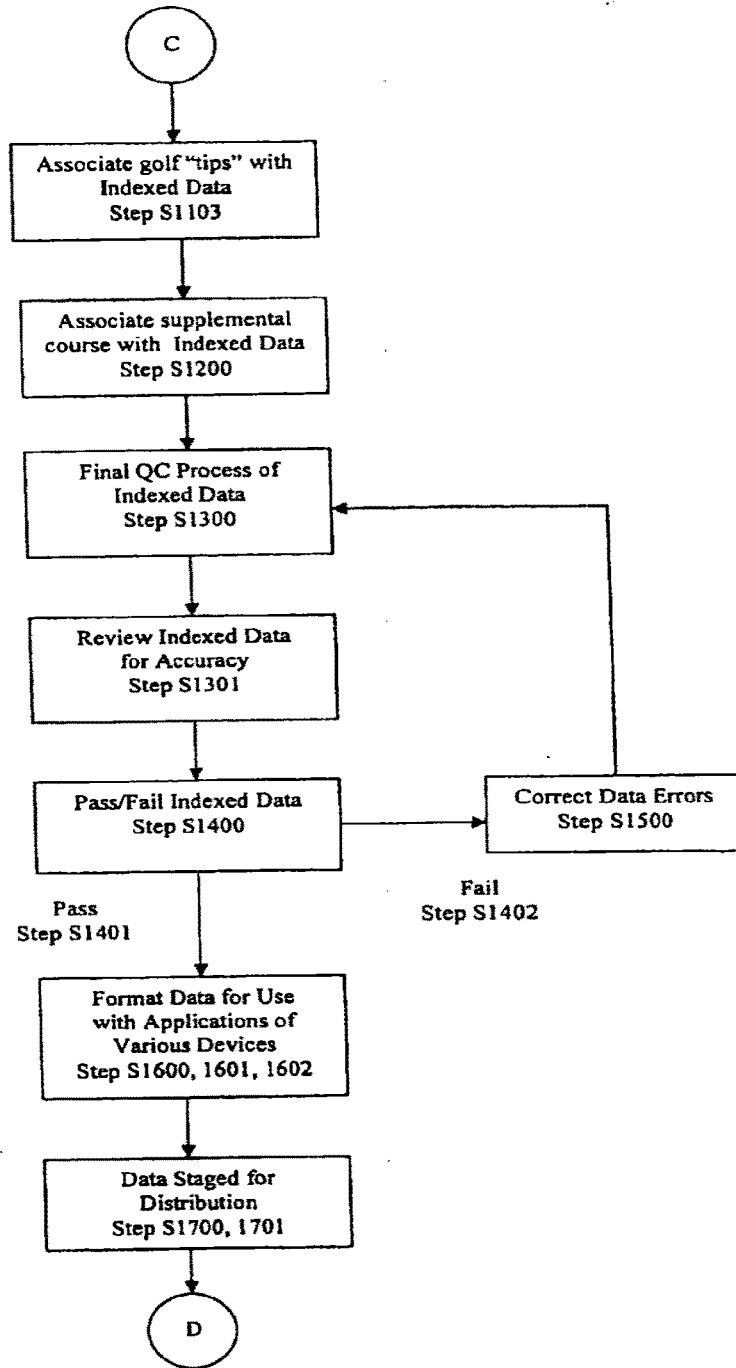 C
Associate golf "tips" with
Indexed Data
Step S1103
Associate supplemental
course with Indexed Data
Step S1200
Final QC Process of
Indexed Data
Step S1300
Review Indexed Data
for Accuracy
Step S1301
Pass/Fail Indexed Data
Step S1400
Correct Data Errors
Step S1500
Pass
Step S1401
Fail
Step S1402
Format Data for Use
with Applications of
Various Devices
Step S1600, 1601, 1602
Data Staged for
Distribution
Step S1700, 1701
D